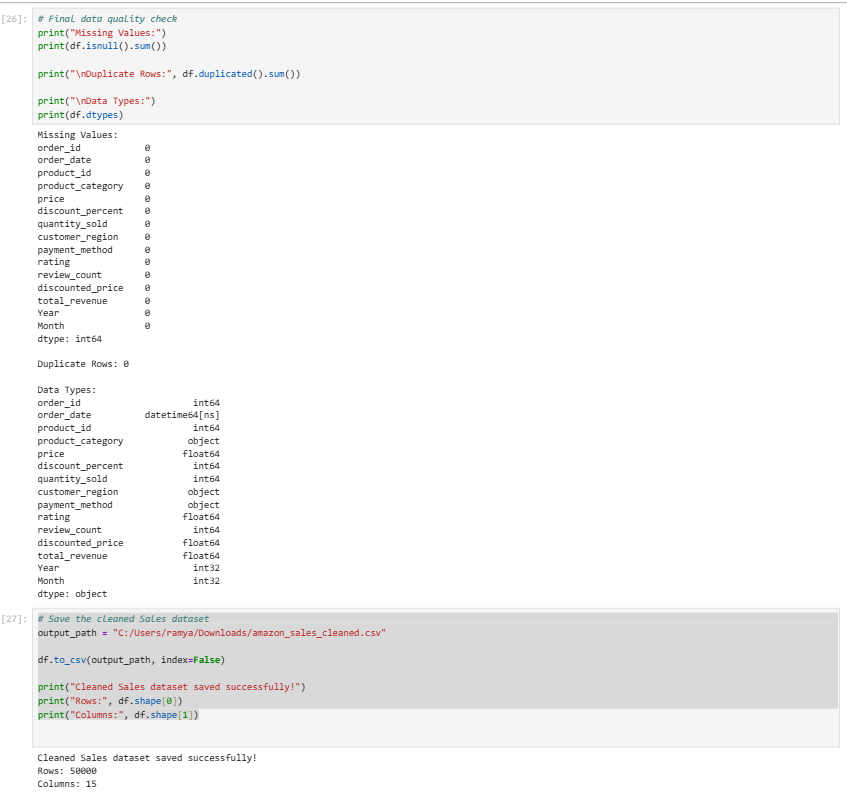 [26]: # Final data quality check
print("Missing Values:")
print(df.isnull().sum())
print("\nDuplicate Rows:", df.duplicated().sum())
print("\nData Types:")
print(df.dtypes)
Missing Values:
order_id 0
order_date 0
product_id 0
product_category 0
price 0
discount_percent 0
quantity_sold 0
customer_region 0
payment_method 0
rating 0
review_count 0
discounted_price 0
total_revenue 0
Year 0
Month 0
dtype: int64
Duplicate Rows: 0
Data Types:
order_id int64
order_date datetime64[ns]
product_id int64
product_category object
price float64
discount_percent int64
quantity_sold int64
customer_region object
payment_method object
rating float64
review_count int64
discounted_price float64
total_revenue float64
Year int32
Month int32
dtype: object
[27]: # Save the cleaned Sales dataset
output_path = "C:/Users/ramya/Downloads/amazon_sales_cleaned.csv"
df.to_csv(output_path, index=False)
print("Cleaned Sales dataset saved successfully!")
print("Rows:", df.shape[0])
print("Columns:", df.shape[1])
Cleaned Sales dataset saved successfully!
Rows: 50000
Columns: 15